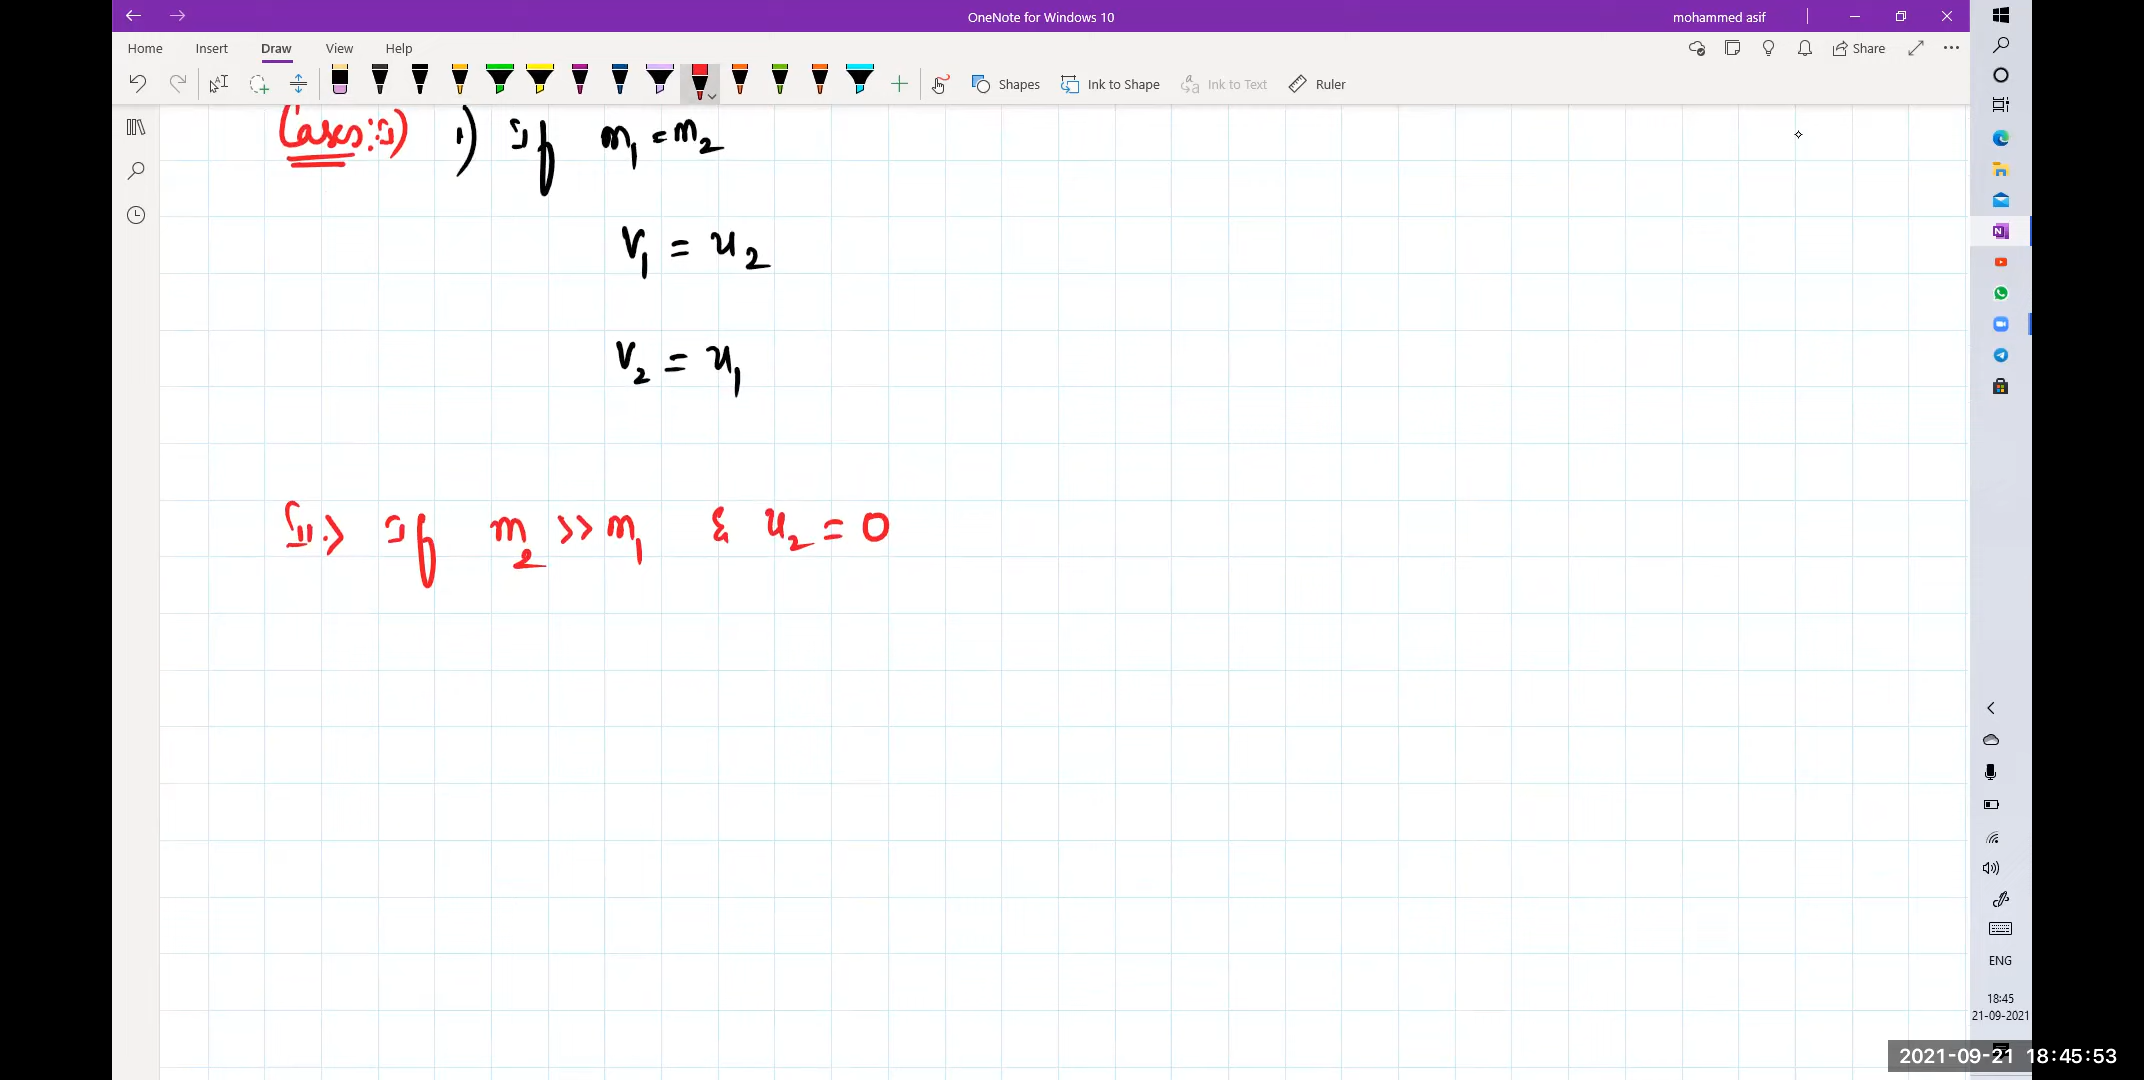 OneNote for Windows 10
mohammed asif
Home Insert Draw View Help
Share
Shapes Ink to Shape Ink to Text Ruler
Cases:⇒) 1) If m₁ = m₂
v₁ = u₂
v₂ = u₁
II.> If m₂ >> m₁ & u₂ = 0
ENG
18:45
21-09-2021
2021-09-21 18:45:53